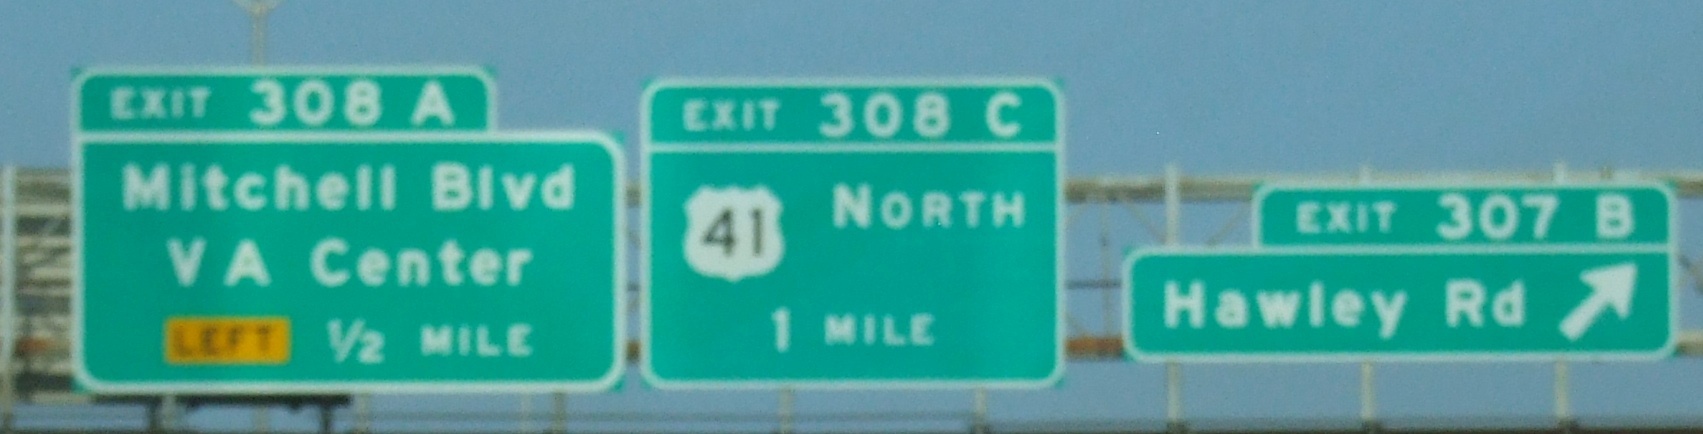 EXIT 308 A
Mitchell Blvd
VA Center
LEFT ½ MILE
EXIT 308 C
41 NORTH
1 MILE
EXIT 307 B
Hawley Rd